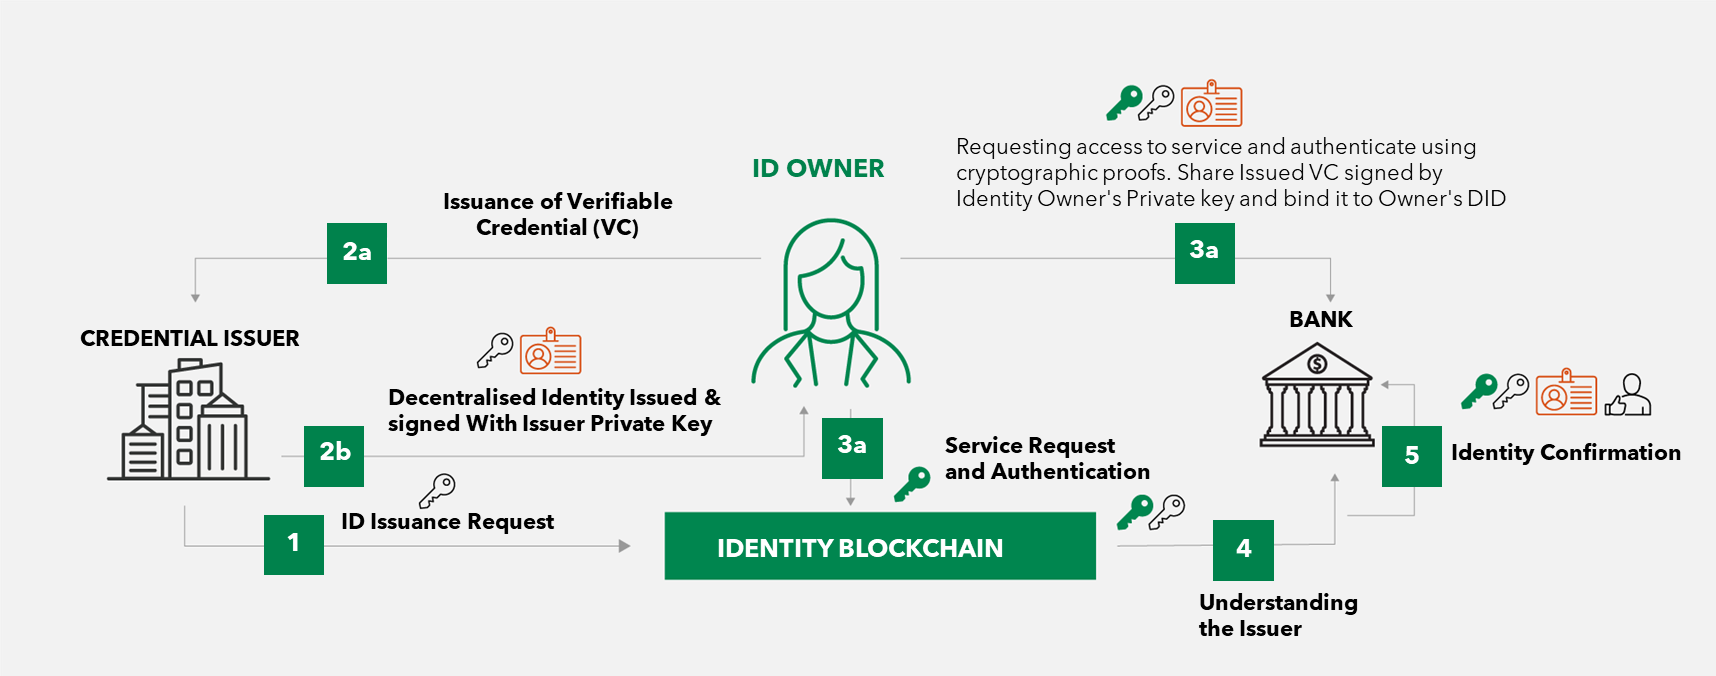 Requesting access to service and authenticate using
cryptographic proofs. Share Issued VC signed by
Identity Owner's Private key and bind it to Owner's DID
ID OWNER
Issuance of Verifiable
Credential (VC)
2a
3a
CREDENTIAL ISSUER
BANK
$
Decentralised Identity Issued &
signed With Issuer Private Key
2b
3a
Service Request
and Authentication
5
Identity Confirmation
ID Issuance Request
1
IDENTITY BLOCKCHAIN
4
Understanding
the Issuer